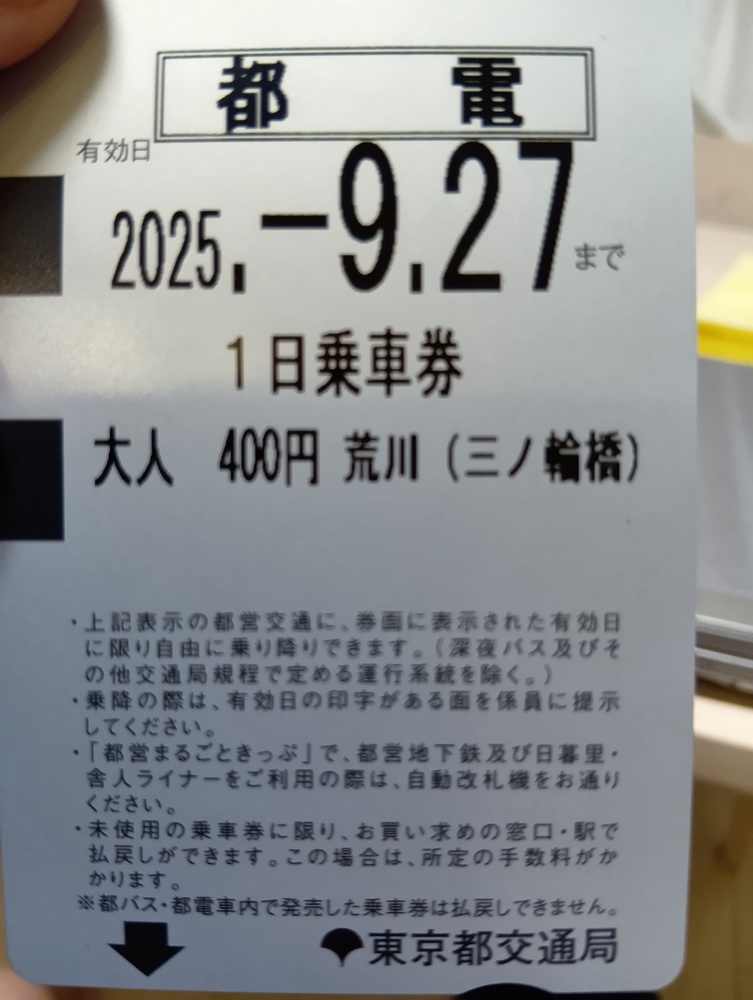 都 電
有効日
2025.-9.27まで
1日乗車券
大人 400円 荒川(三ノ輪橋)
・上記表示の都営交通に、券面に表示された有効日
に限り自由に乗り降りできます。(深夜バス及びそ
の他交通局規程で定める運行系統を除く。)
・乗降の際は、有効日の印字がある面を係員に提示
してください。
・「都営まるごときっぷ」で、都営地下鉄及び日暮里・
舎人ライナーをご利用の際は、自動改札機をお通り
ください。
・未使用の乗車券に限り、お買い求めの窓口・駅で
払戻しができます。この場合は、所定の手数料がか
かります。
※都バス・都電車内で発売した乗車券は払戻しできません。
東京都交通局